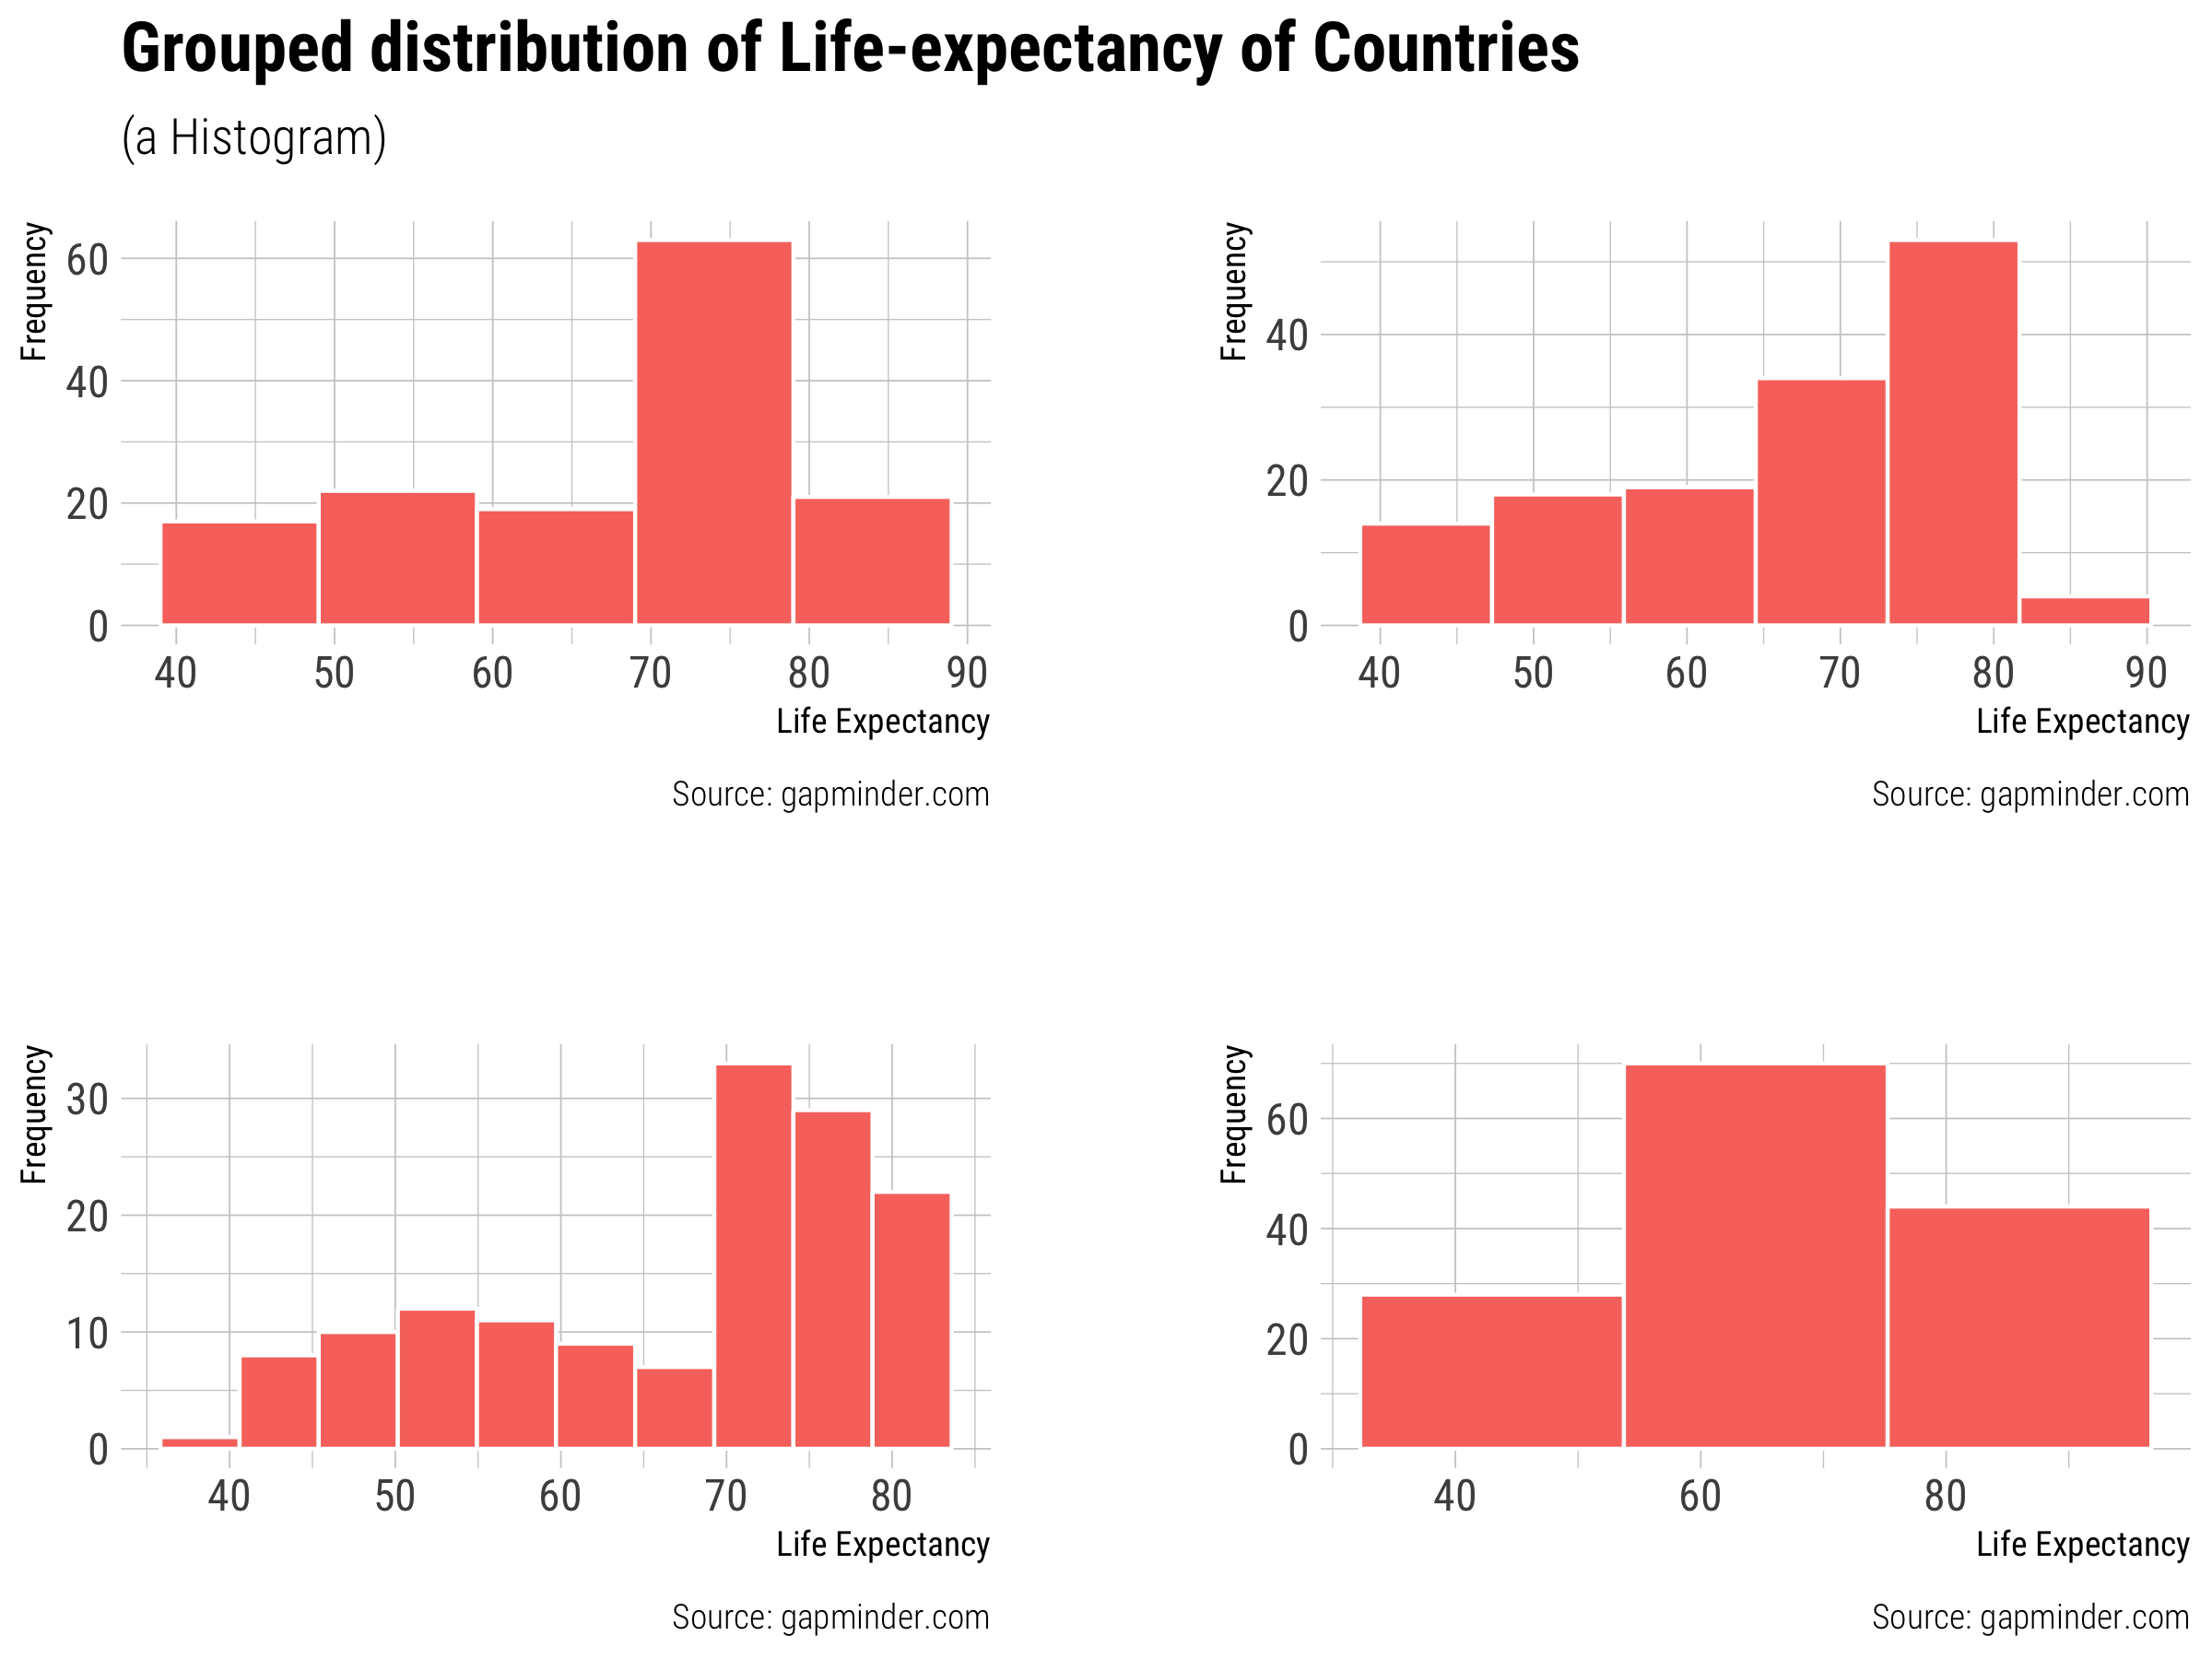 Grouped distribution of Life-expectancy of Countries
(a Histogram)
Frequency
60
40
20
0
40 50 60 70 80 90
Life Expectancy
Source: gapminder.com
Frequency
40
20
0
40 50 60 70 80 90
Life Expectancy
Source: gapminder.com
Frequency
30
20
10
0
40 50 60 70 80
Life Expectancy
Source: gapminder.com
Frequency
60
40
20
0
40 60 80
Life Expectancy
Source: gapminder.com